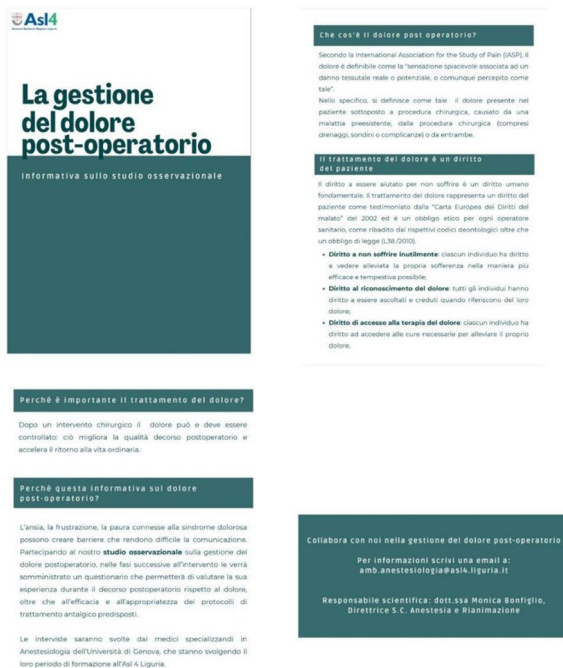 Asl4
Sistema Sanitario Regione Liguria
La gestione
del dolore
post-operatorio
Informativa sullo studio osservazionale
Che cos'è il dolore post operatorio?
Secondo la International Association for the Study of Pain (IASP), il
dolore è definibile come la "sensazione spiacevole associata ad un
danno tessutale reale o potenziale, o comunque percepito come
tale".
Nello specifico, si definisce come tale il dolore presente nel
paziente sottoposto a procedura chirurgica, causato da una
malattia preesistente, dalla procedura chirurgica (compresi
drenaggi, sondini o complicanze) o da entrambe.
Il trattamento del dolore è un diritto
del paziente
Il diritto a essere aiutato per non soffrire è un diritto umano
fondamentale. Il trattamento del dolore rappresenta un diritto del
paziente come testimoniato dalla "Carta Europea dei Diritti del
malato" del 2002 ed è un obbligo etico per ogni operatore
sanitario, come ribadito dai rispettivi codici deontologici oltre che
un obbligo di legge (L.38./2010).
• Diritto a non soffrire inutilmente: ciascun individuo ha diritto
a vedere alleviata la propria sofferenza nella maniera più
efficace e tempestiva possibile;
• Diritto al riconoscimento del dolore: tutti gli individui hanno
diritto a essere ascoltati e creduti quando riferiscono del loro
dolore;
• Diritto di accesso alla terapia del dolore: ciascun individuo ha
diritto ad accedere alle cure necessarie per alleviare il proprio
dolore.
Perchè è importante il trattamento del dolore?
Dopo un intervento chirurgico il dolore può e deve essere
controllato: ciò migliora la qualità decorso postoperatorio e
accelera il ritorno alla vita ordinaria.
Perchè questa informativa sul dolore
post-operatorio?
L'ansia, la frustrazione, la paura connesse alla sindrome dolorosa
possono creare barriere che rendono difficile la comunicazione.
Partecipando al nostro studio osservazionale sulla gestione del
dolore postoperatorio, nelle fasi successive all'intervento le verrà
somministrato un questionario che permetterà di valutare la sua
esperienza durante il decorso postoperatorio rispetto al dolore,
oltre che all'efficacia e all'appropriatezza dei protocolli di
trattamento antalgico predisposti.
Le interviste saranno svolte dai medici specializzandi in
Anestesiologia dell'Università di Genova, che stanno svolgendo il
loro periodo di formazione all'Asl 4 Liguria.
Collabora con noi nella gestione del dolore post-operatorio
Per informazioni scrivi una email a:
amb.anestesiologia@asl4.liguria.it
Responsabile scientifica: dott.ssa Monica Bonfiglio,
Direttrice S.C. Anestesia e Rianimazione